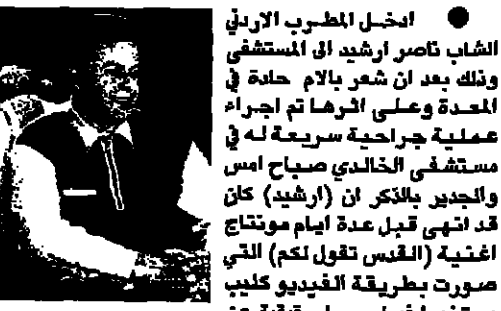 ● ادخل المطرب الاردني
الشاب ناصر ارشيد الى المستشفى
وذلك بعد ان شعر بالام حادة في
المعدة وعلى اثرها تم اجراء
عملية جراحية سريعة له في
مستشفى الخالدي صباح امس
والجدير بالذكر ان (ارشيد) كان
قد انهى قبل عدة ايام مونتاج
اغنية (القدس تقول لكم) التي
صورت بطريقة الفيديو كليب